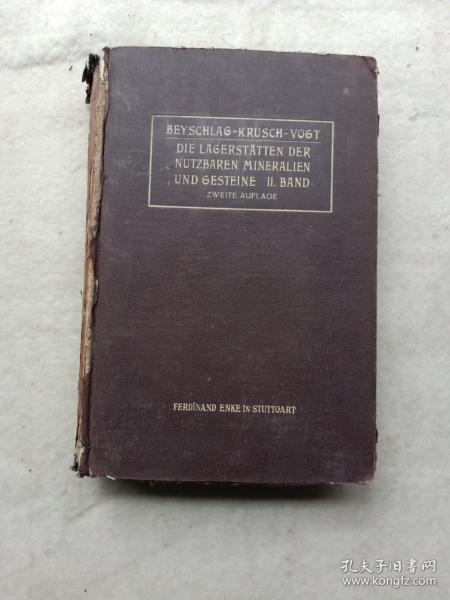 BEYSCHLAG-KRUSCH-VOGT
DIE LAGERSTÄTTEN DER
NUTZBAREN MINERALIEN
UND GESTEINE II. BAND
ZWEITE AUFLAGE
FERDINAND ENKE IN STUTTGART
孔夫子旧书网
www.kongfz.com